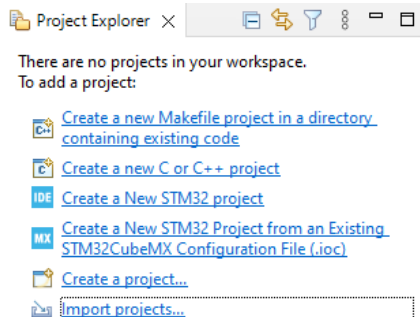 Project Explorer
There are no projects in your workspace.
To add a project:
Create a new Makefile project in a directory
containing existing code
Create a new C or C++ project
IDE Create a New STM32 project
MX Create a New STM32 Project from an Existing
STM32CubeMX Configuration File (.ioc)
Create a project...
Import projects...